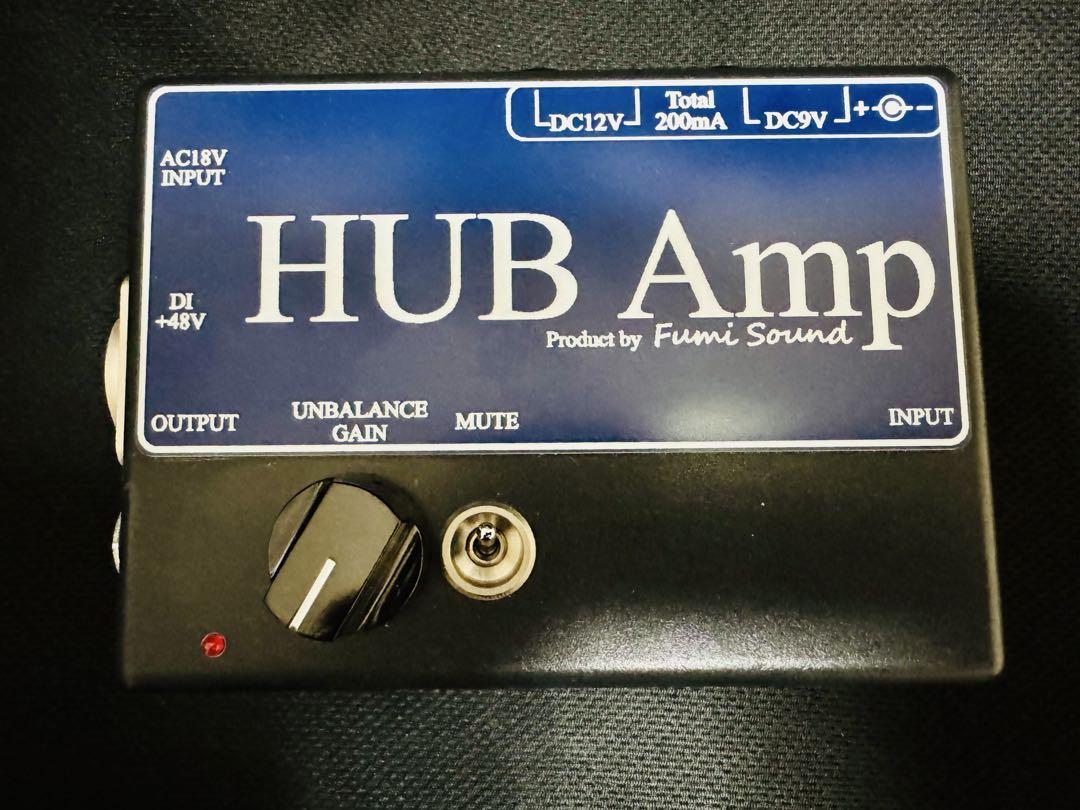 DC12V Total 200mA DC9V + -
AC18V
INPUT
HUB Amp
DI
+48V
Product by Fumi Sound
OUTPUT
UNBALANCE
GAIN
MUTE
INPUT